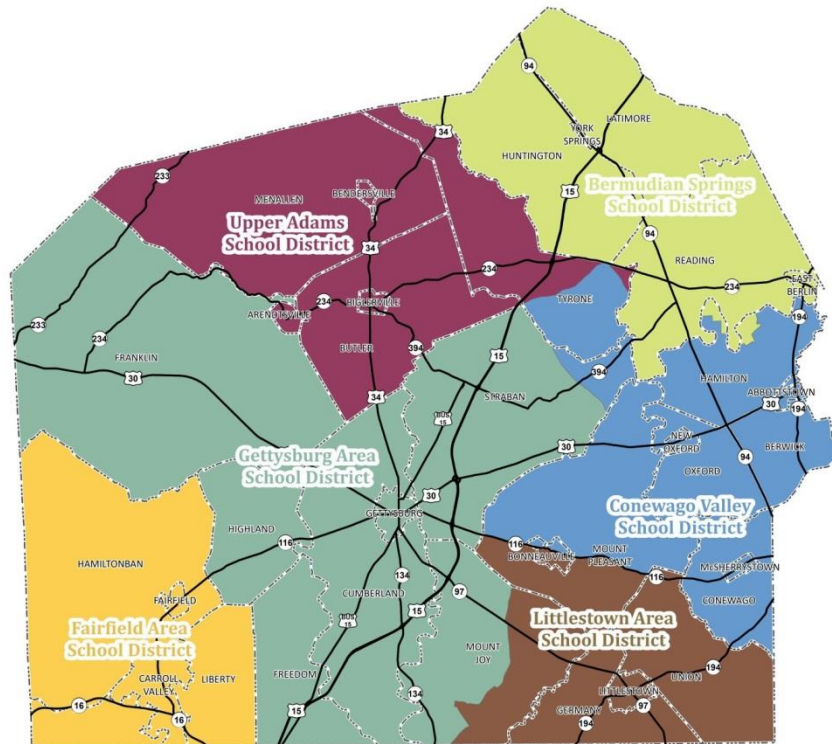 94
LATIMORE
YORK
SPRINGS
34
HUNTINGTON
233
15
Bermudian Springs
School District
MENALLEN
BENDERSVILLE
Upper Adams
School District
94
34
READING
234
234
EAST
BERLIN
234
BIGLERVILLE
TYRONE
ARENDTSVILLE
194
233
234
BUTLER
394
15
FRANKLIN
394
HAMILTON
30
ABBOTTSTOWN
34
STRABAN
30
194
BUS
15
NEW
OXFORD
BERWICK
30
OXFORD
94
Gettysburg Area
School District
30
GETTYSBURG
Conewago Valley
School District
HIGHLAND
116
116
BONNEAUVILLE
MOUNT
PLEASANT
116
McSHERRYSTOWN
HAMILTONBAN
134
97
CUMBERLAND
CONEWAGO
FAIRFIELD
BUS
15
15
Littlestown Area
School District
Fairfield Area
School District
MOUNT
JOY
CARROLL
VALLEY
LIBERTY
FREEDOM
UNION
194
134
LITTLESTOWN
16
15
GERMANY
97
16
194